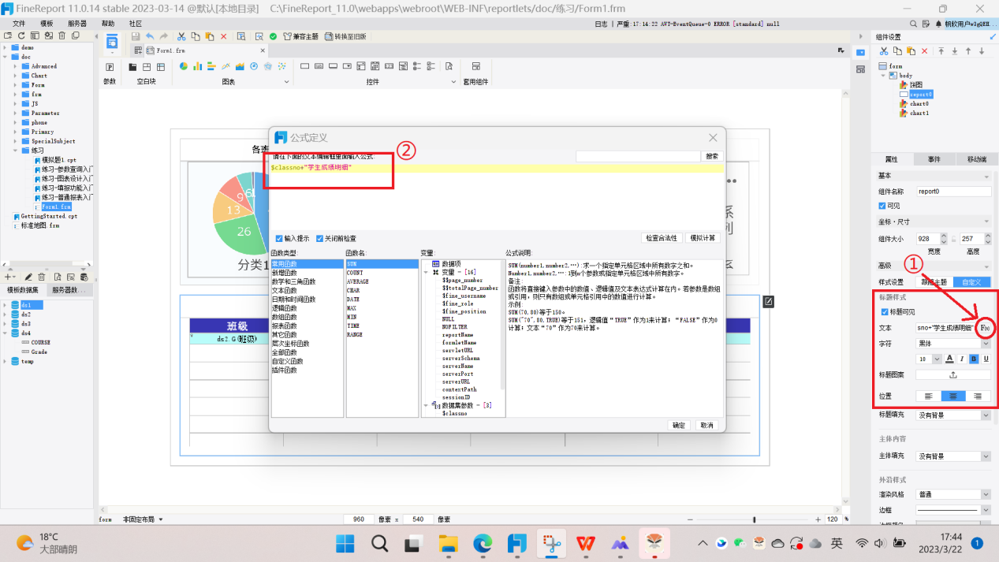 FineReport 11.0.14 stable 2023-03-14 @默认[本地目录]    C:\FineReport_11.0\webapps\webroot\WEB-INF\reportlets\doc/练习/Form1.frm
文件 模板 服务器 帮助 社区
日志 | 严重:17:14:22 AWT-EventQueue-0 ERROR [standard] null
兼容主题 转换至旧版
组件设置
demo
doc
Advanced
Chart
Form
frm
JS
Parameter
phone
Primary
SpecialSubject
练习
模拟题1.cpt
练习-参数查询入门
练习-图表设计入门
练习-填报功能入门
练习-普通报表入门
Form1.frm
GettingStarted.cpt
标准地图.frm
模板数据集 服务器数...
ds1
ds2
ds3
ds4
COURSE
Grade
temp
Form1.frm
参数 空白块 图表 控件 套用组件
各班
9
6
13
26
分类1
系
列
班级
ds2.G(班级)
公式定义
请在下面的文本编辑框里面输入公式:
搜索
$classno+"学生成绩明细"
②
输入提示 关闭前检查 检查合法性 模拟计算
函数类型: 函数名: 变量: 公式说明:
常用函数
新增函数
数学和三角函数
文本函数
日期和时间函数
逻辑函数
数组函数
报表函数
其它函数
层次坐标函数
全部函数
自定义函数
插件函数
SUM
COUNT
AVERAGE
CHAR
DATE
MAX
MIN
TIME
RANGE
数据项
变量 - [16]
$$page_number
$$totalPage_number
$fine_username
$fine_role
$fine_position
NULL
NOFILTER
reportName
formletName
servletURL
serverSchema
serverName
serverPort
serverURL
contextPath
sessionID
数据集参数 - [3]
$classno
SUM(number1,number2,…):求一个指定单元格区域中所有数字之和。
Number1,number2,…:1到n个参数或指定单元格区域中所有数字。
备注:
函数将直接键入参数中的数值、逻辑值及文本表达式计算在内。若参数是数组
或引用，则只有数组或单元格引用中的数值进行计算。
示例:
SUM(70,80)等于150。
SUM("70",80,TRUE)等于151，逻辑值“TRUE”作为1来计算；“FALSE”作为0
计算；文本“70”作为70来计算。
确定 取消
form
body
饼图
report0
chart0
chart1
属性 事件 移动端
基本
组件名称 report0
可见
坐标·尺寸
组件大小 928 257
宽度 高度
高级
①
样式设置 跟随主题 自定义
标题样式
标题可见
文本 sno+"学生成绩明细" F(x)
字符 黑体
10 A I B U
标题图案
位置
标题填充 没有背景
主体内容
主体填充 没有背景
外沿样式
渲染风格 普通
边框
form 非固定布局 960 像素 x 540 像素 120 %
18°C
大部晴朗
英
17:44
2023/3/22
1